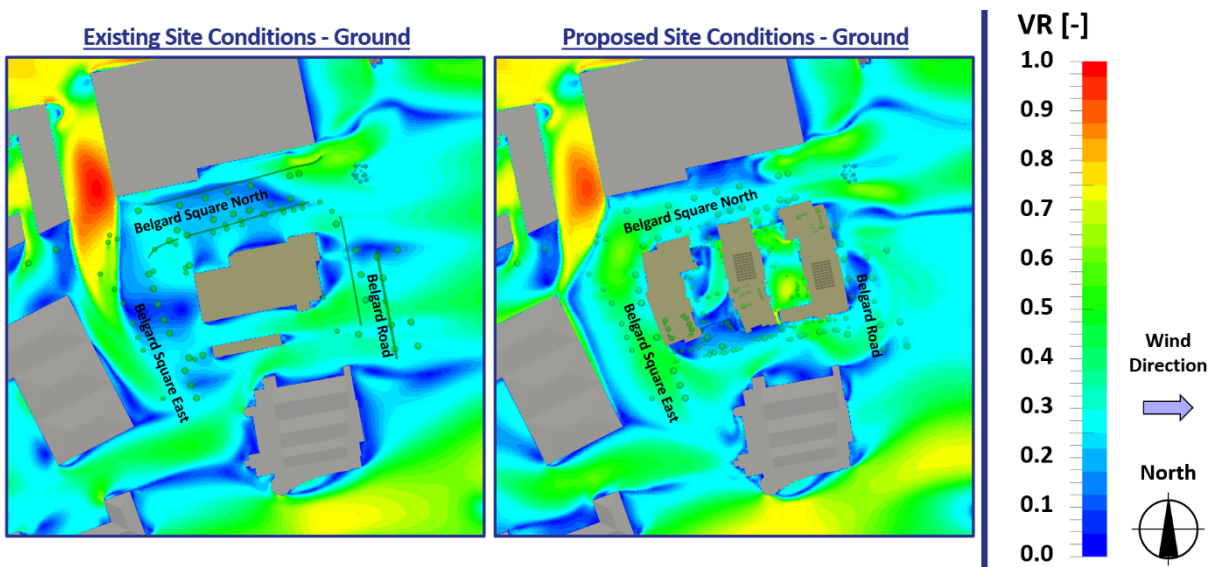 Existing Site Conditions - Ground
Proposed Site Conditions - Ground
VR [-]
Belgard Square North
Belgard Square East
Belgard Road
Belgard Square North
Belgard Square East
Belgard Road
1.0
0.9
0.8
0.7
0.6
0.5
0.4
0.3
0.2
0.1
0.0
Wind
Direction
North